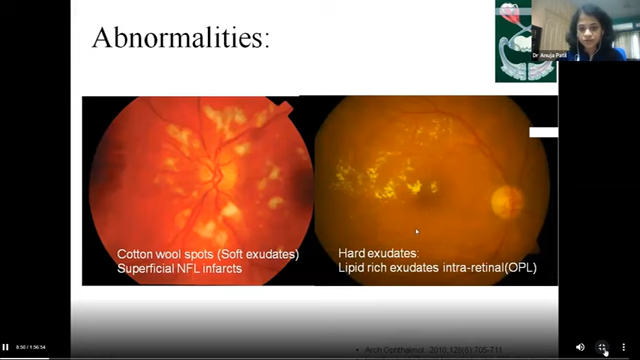 Abnormalities:
Dr Anuja Patil
Cotton wool spots (Soft exudates)
Superficial NFL infarcts
Hard exudates:
Lipid rich exudates intra-retinal(OPL)
• Arch Ophthalmol 2010;128(6):705-711
8:50 / 1:56:54